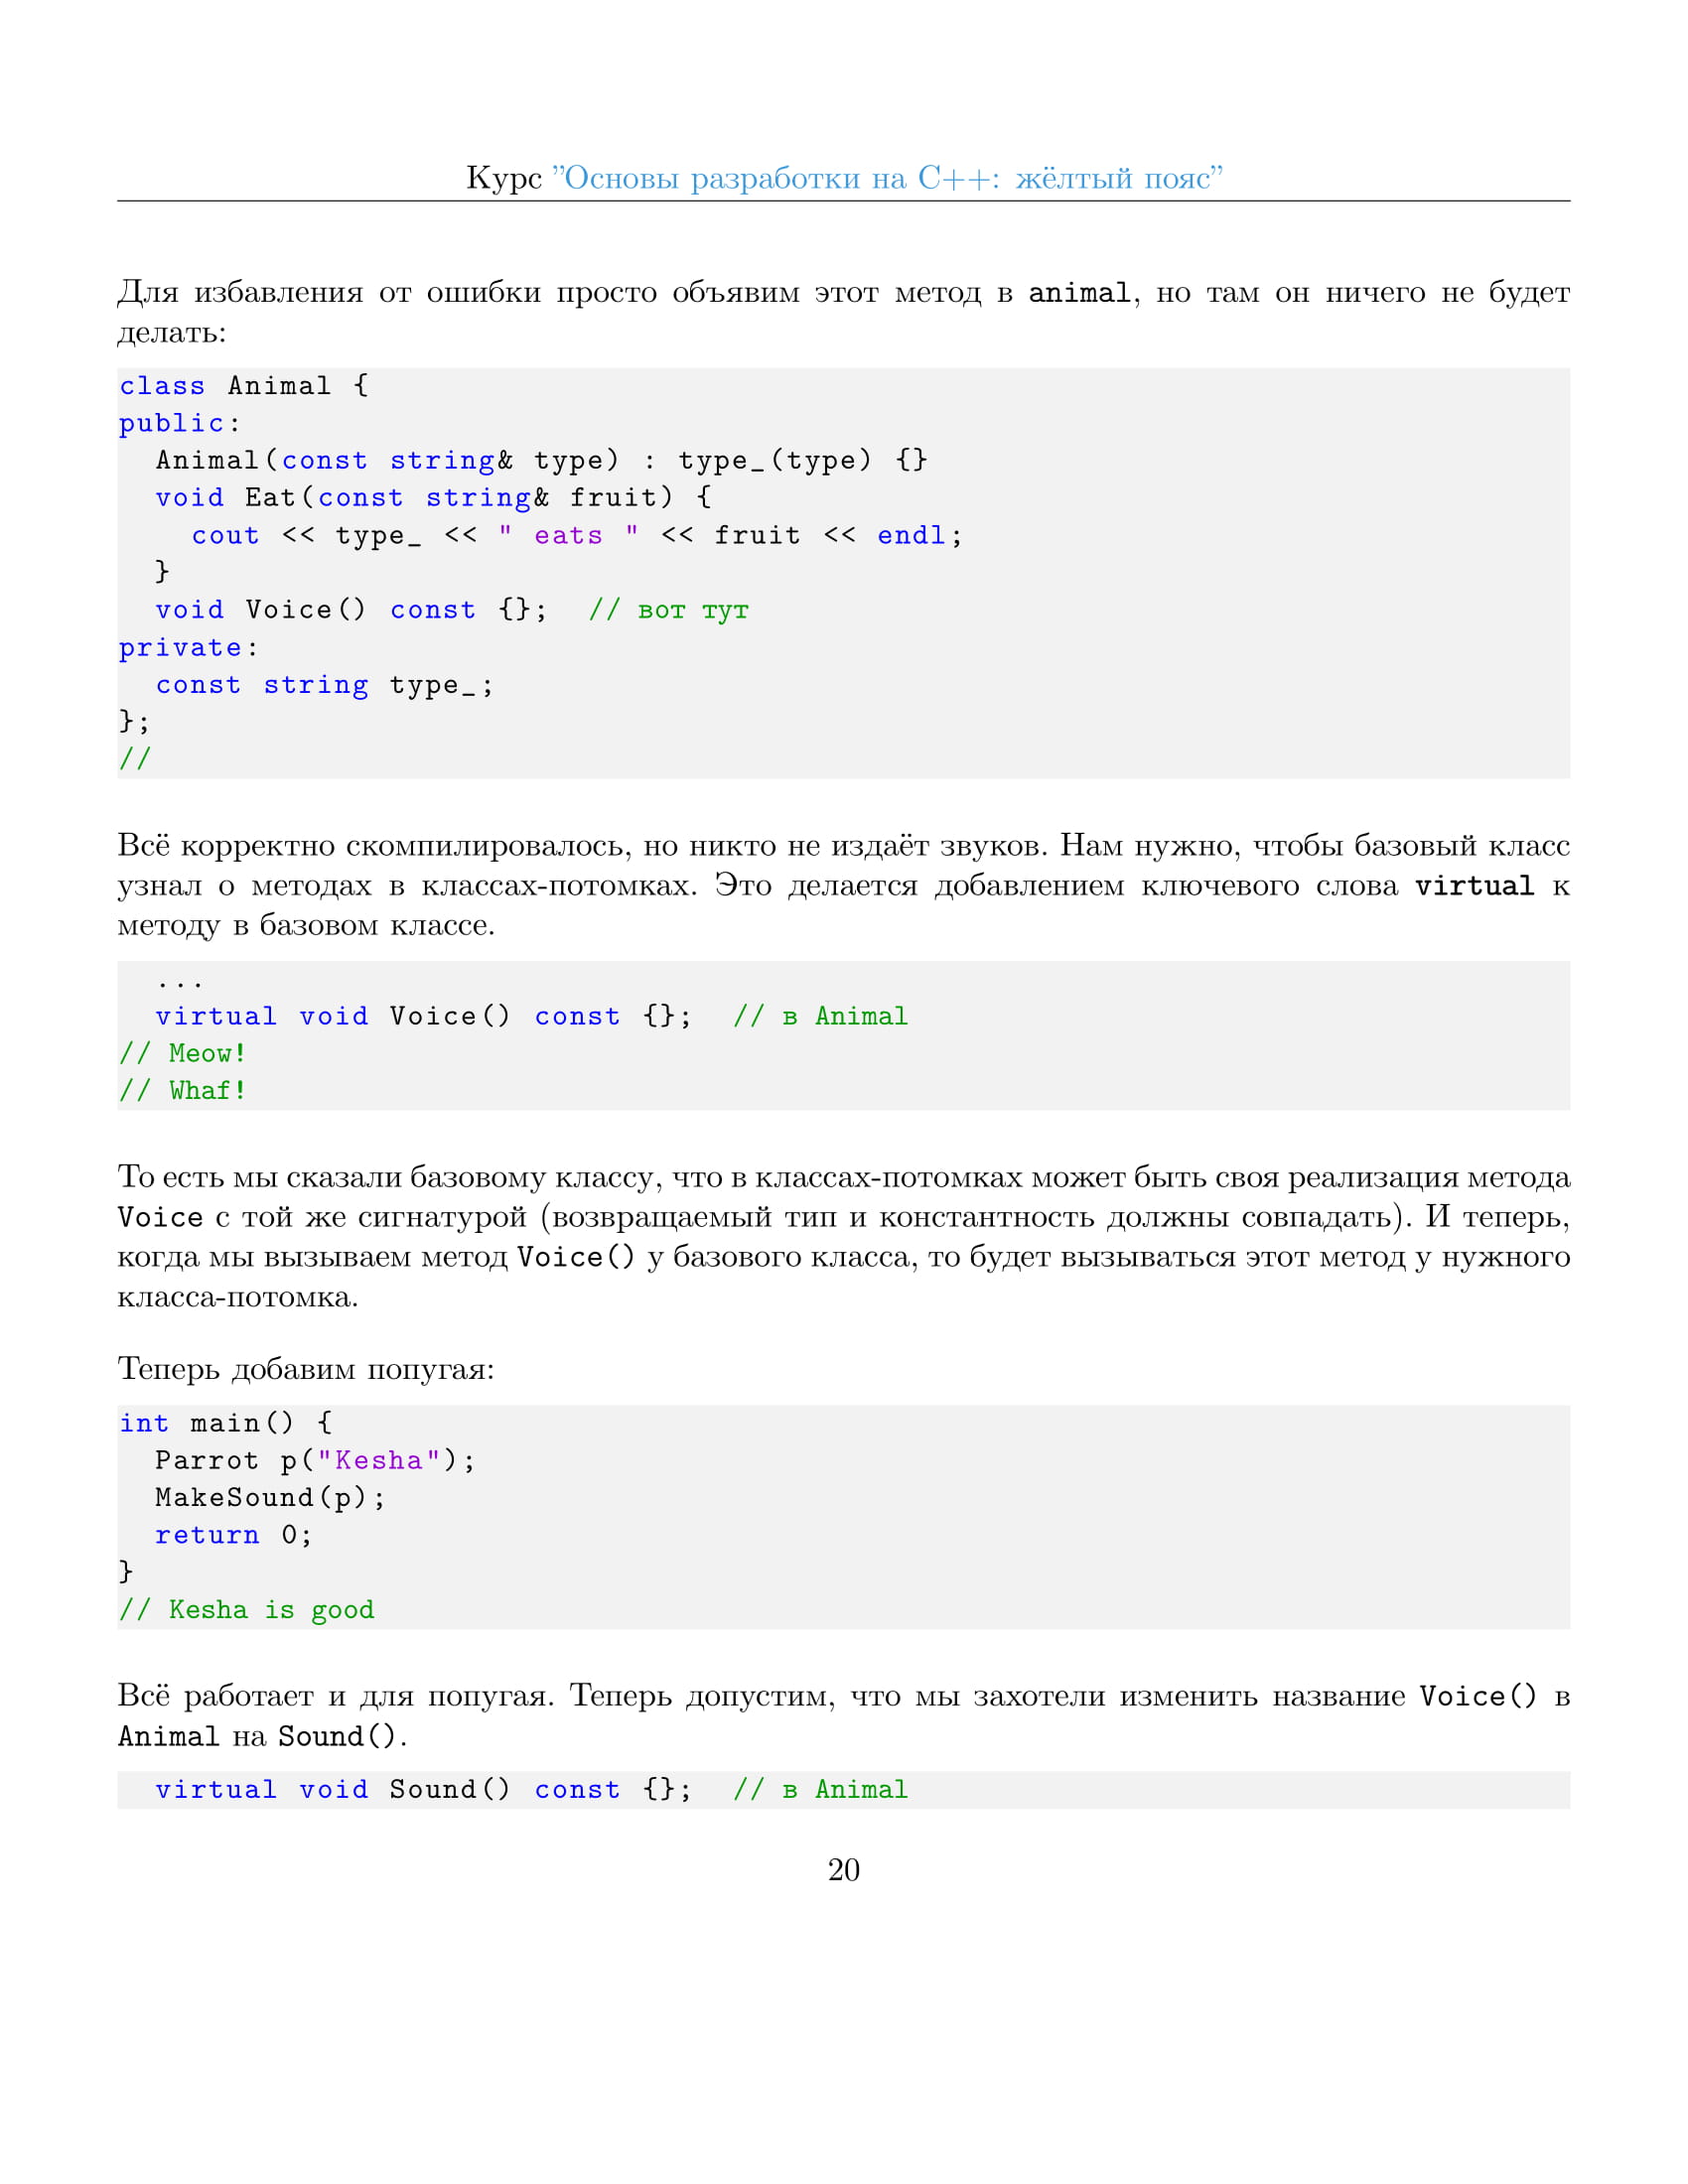 Курс ”Основы разработки на C++: жёлтый пояс”
Для избавления от ошибки просто объявим этот метод в animal, но там он ничего не будет
делать:
class Animal {
public:
  Animal(const string& type) : type_(type) {}
  void Eat(const string& fruit) {
    cout << type_ << " eats " << fruit << endl;
  }
  void Voice() const {};  // вот тут
private:
  const string type_;
};
//
Всё корректно скомпилировалось, но никто не издаёт звуков. Нам нужно, чтобы базовый класс
узнал о методах в классах-потомках. Это делается добавлением ключевого слова virtual к
методу в базовом классе.
  ...
  virtual void Voice() const {};  // в Animal
// Meow!
// Whaf!
То есть мы сказали базовому классу, что в классах-потомках может быть своя реализация метода
Voice с той же сигнатурой (возвращаемый тип и константность должны совпадать). И теперь,
когда мы вызываем метод Voice() у базового класса, то будет вызываться этот метод у нужного
класса-потомка.
Теперь добавим попугая:
int main() {
  Parrot p("Kesha");
  MakeSound(p);
  return 0;
}
// Kesha is good
Всё работает и для попугая. Теперь допустим, что мы захотели изменить название Voice() в
Animal на Sound().
  virtual void Sound() const {};  // в Animal
20